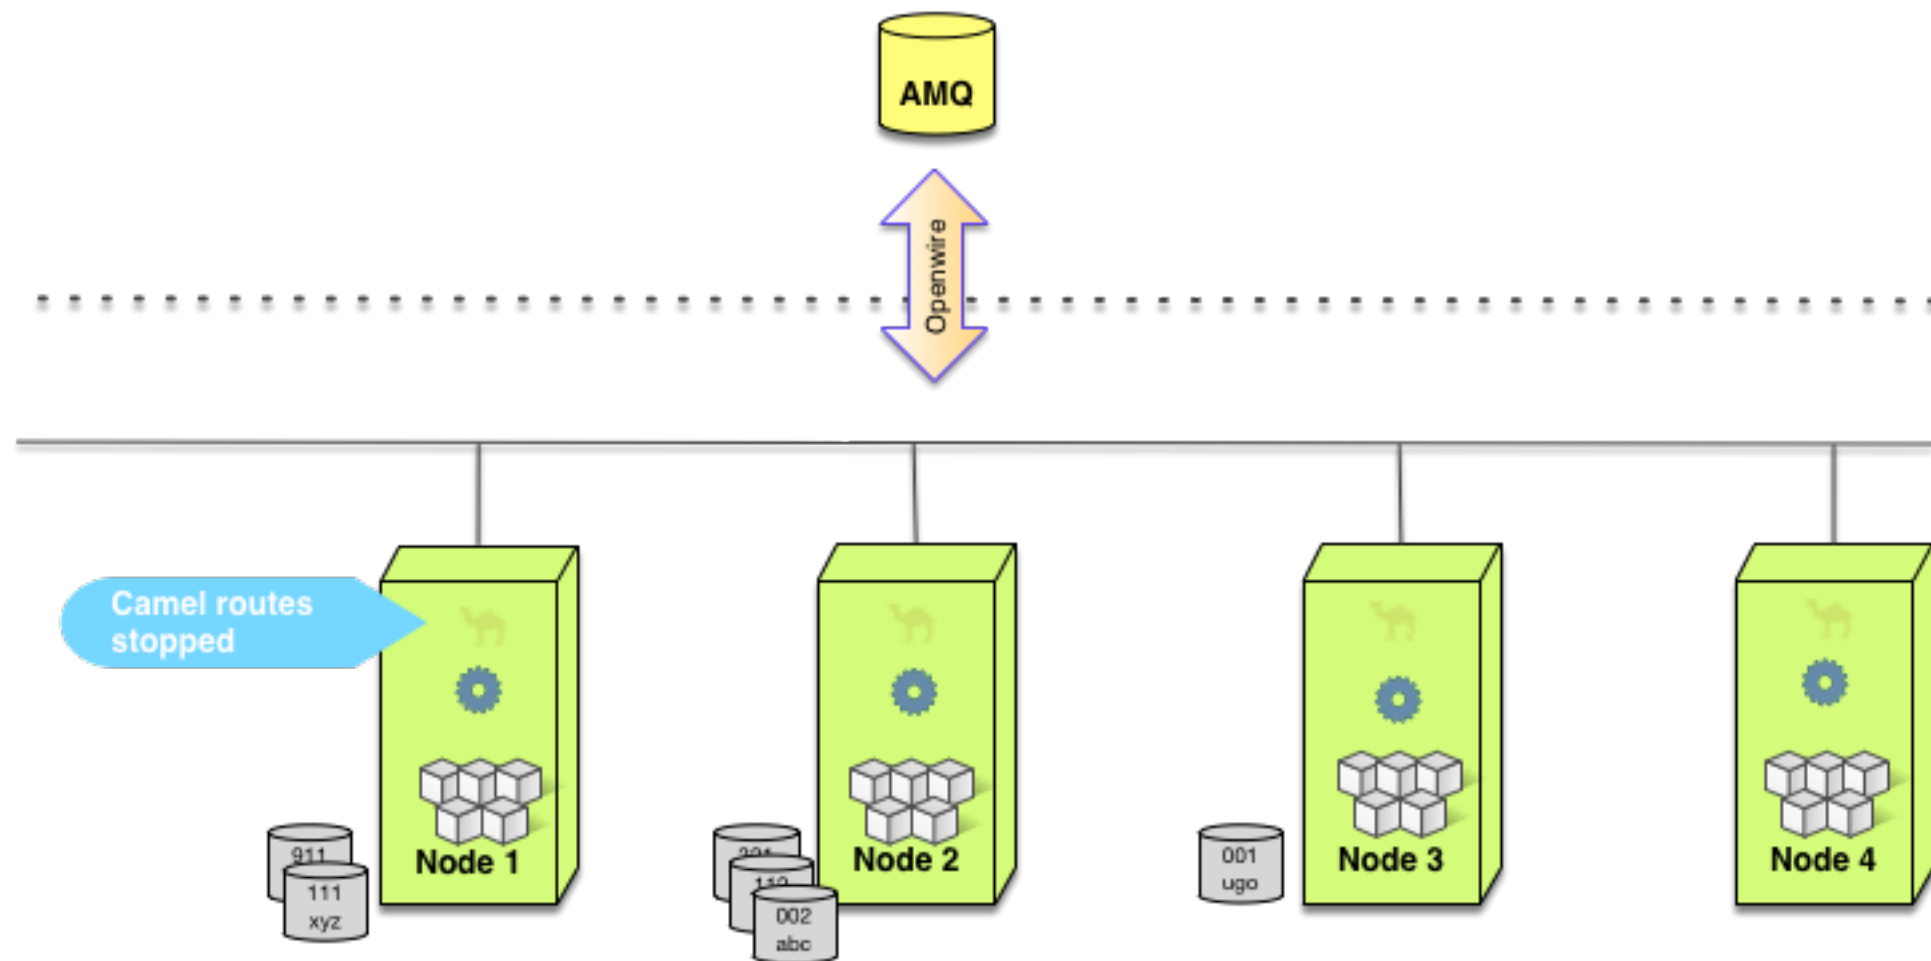 AMQ
Openwire
Camel routes
stopped
911
111
xyz
Node 1
002
abc
Node 2
001
ugo
Node 3
Node 4